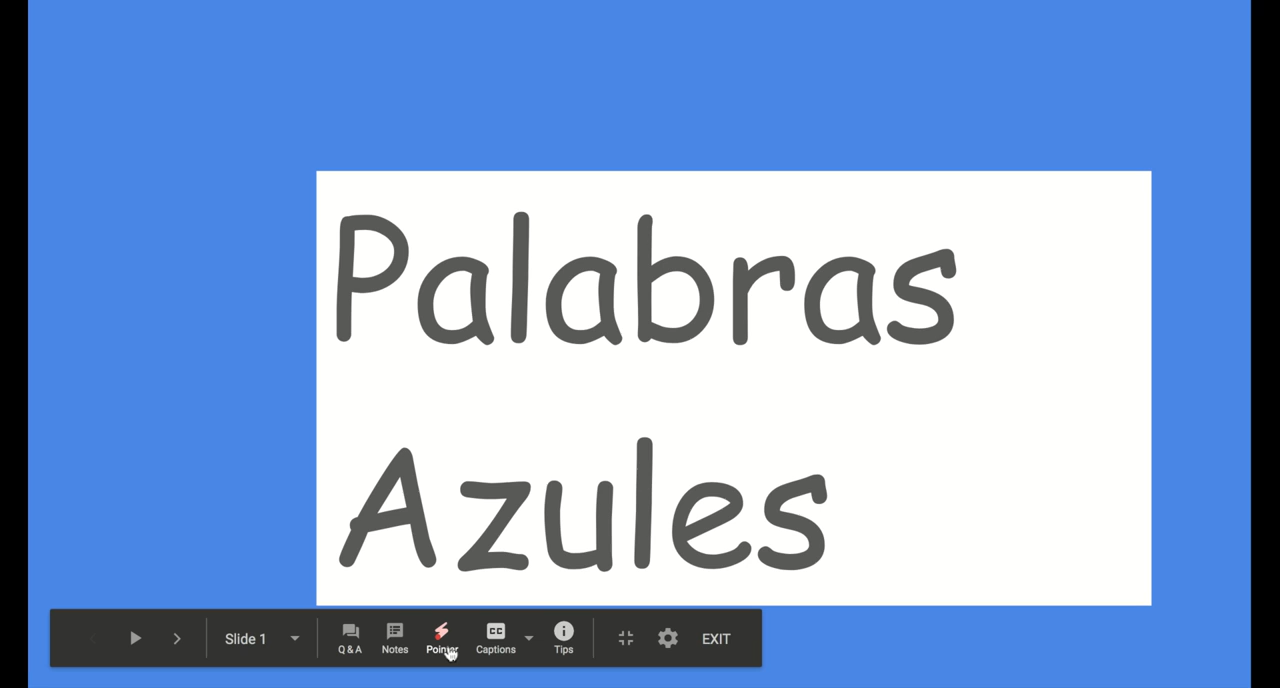 Palabras
Azules
Slide 1
Q & A
Notes
Pointer
Captions
Tips
EXIT